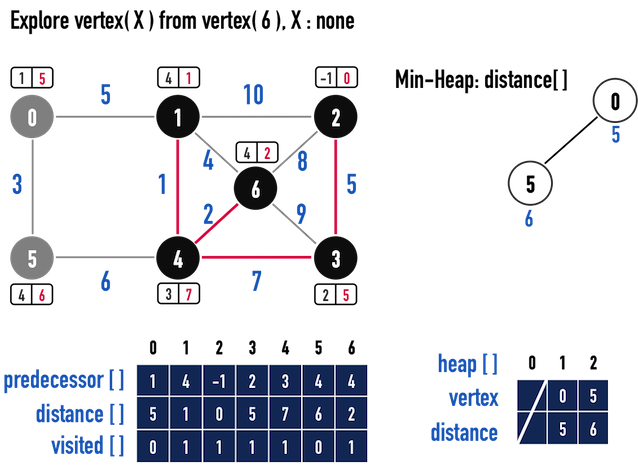 Explore vertex( X ) from vertex( 6 ), X : none
Min-Heap: distance[ ]
1 5
4 1
-1 0
0 5 1 10 2
0
5
4 2
3 1 4 8 5
6
2 9
5
6
5 6 4 7 3
4 6
3 7
2 5
0 1 2 3 4 5 6
predecessor [ ] 1 4 -1 2 3 4 4
distance [ ] 5 1 0 5 7 6 2
visited [ ] 0 1 1 1 1 0 1
heap [ ] 0 1 2
vertex 0 5
distance 5 6